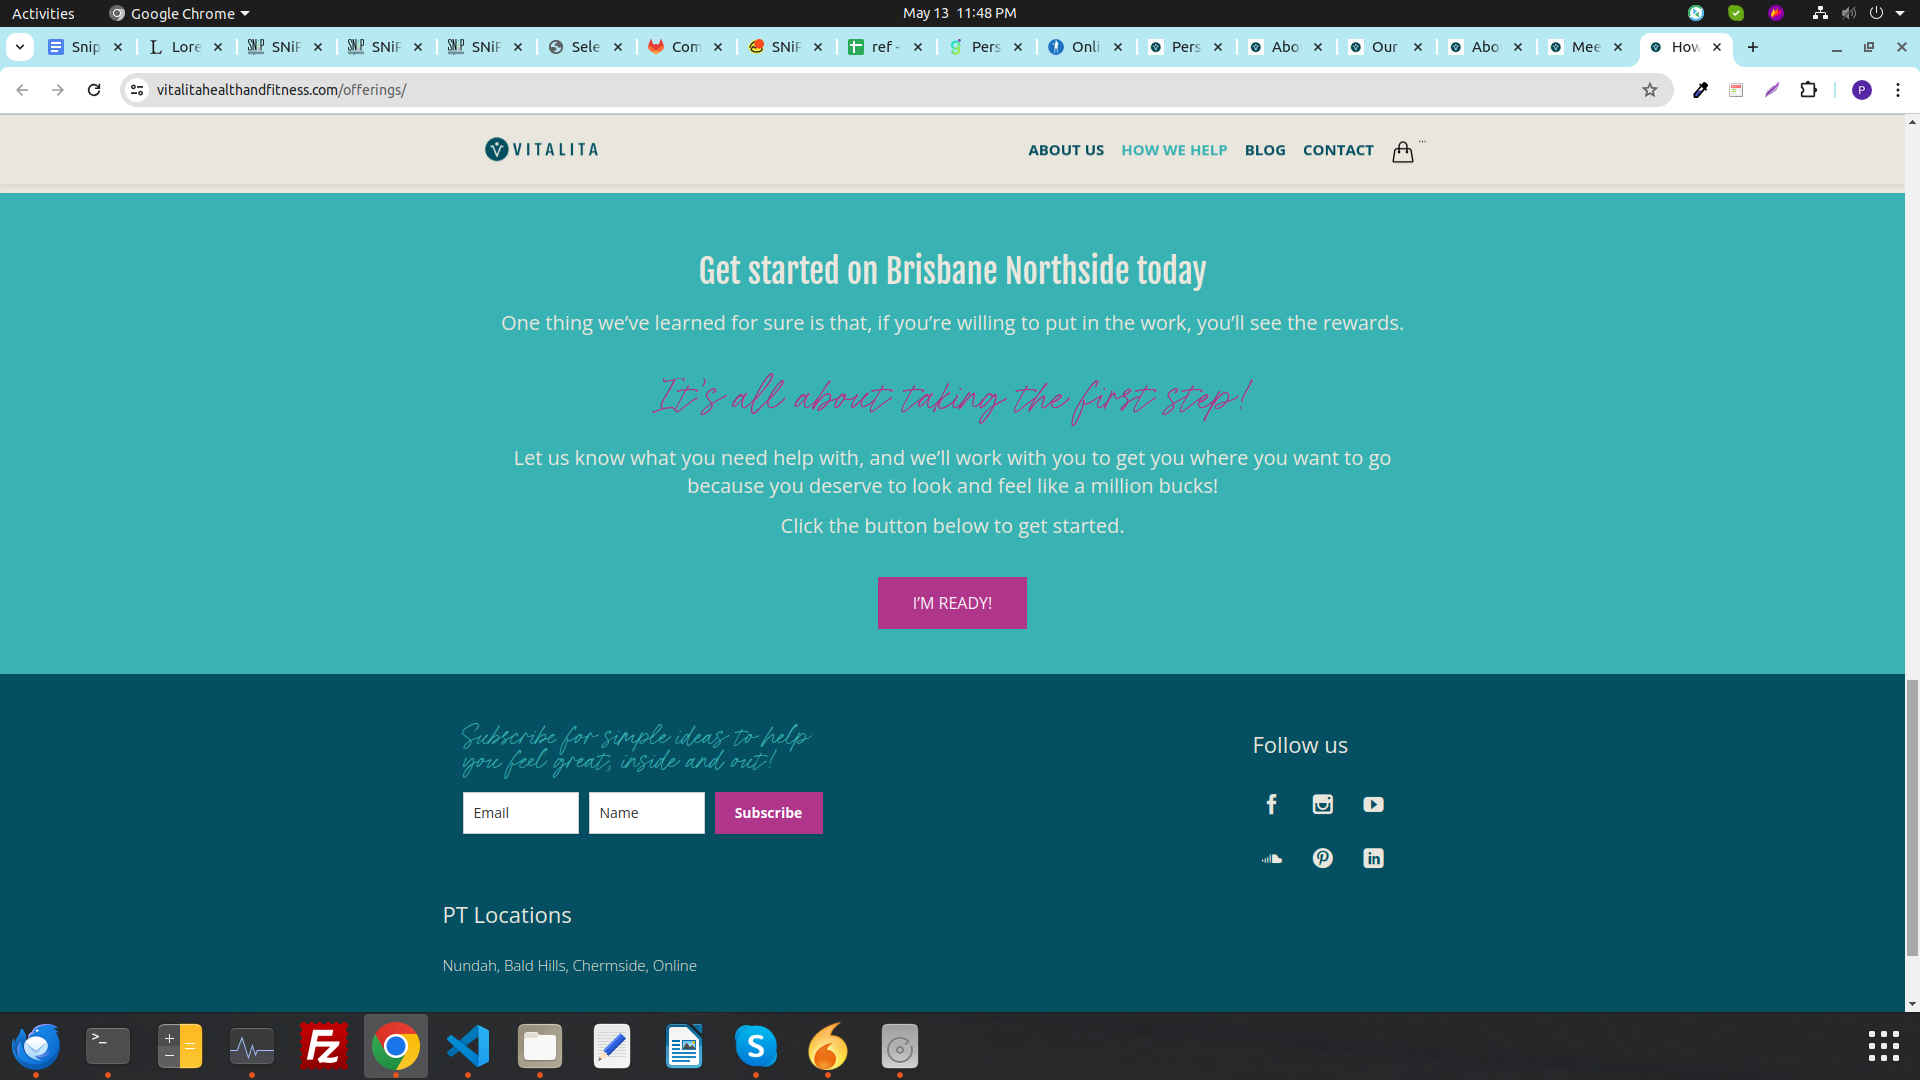 Activities
Google Chrome
May 13 11:48 PM
Snip
Lore
SNiP
SNiP
SNiP
Sele
Com
SNiP
ref -
Pers
Onli
Pers
Abo
Our
Abo
Mee
How
vitalitahealthandfitness.com/offerings/
P
VITALITA
ABOUT US
HOW WE HELP
BLOG
CONTACT
...
Get started on Brisbane Northside today
One thing we’ve learned for sure is that, if you’re willing to put in the work, you’ll see the rewards.
It's all about taking the first step!
Let us know what you need help with, and we’ll work with you to get you where you want to go
because you deserve to look and feel like a million bucks!
Click the button below to get started.
I’M READY!
Subscribe for simple ideas to help
you feel great, inside and out!
Email
Name
Subscribe
Follow us
PT Locations
Nundah, Bald Hills, Chermside, Online